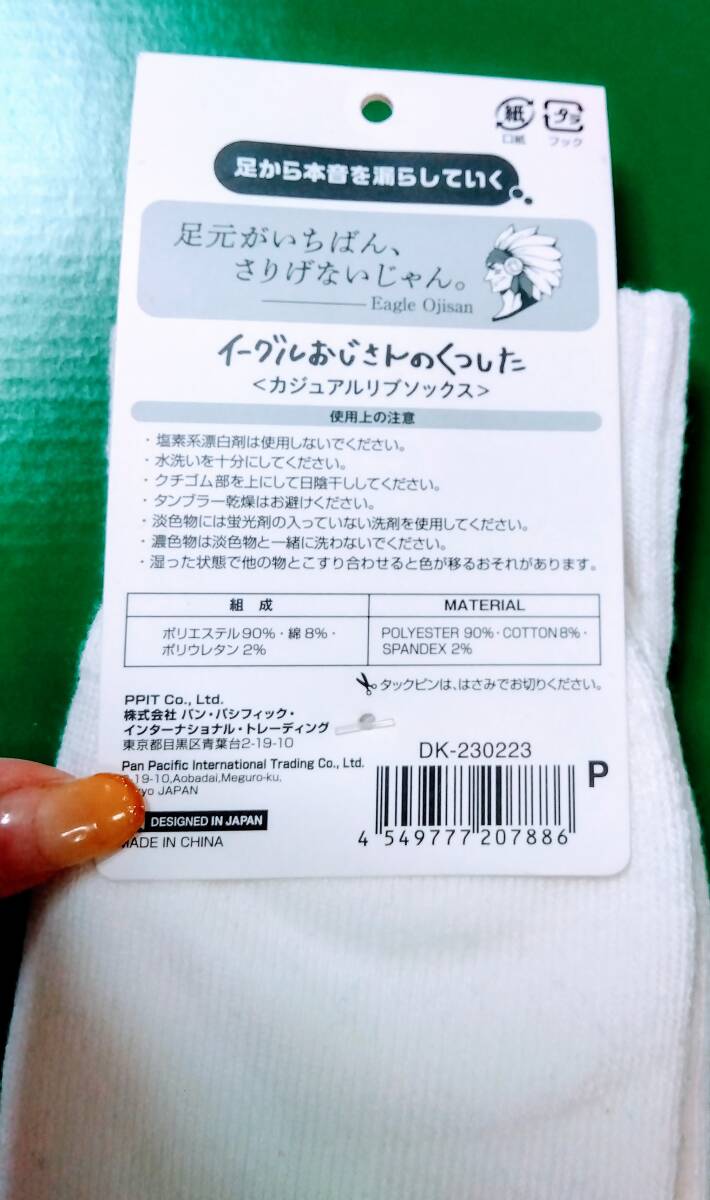 紙
口紙
プラ
フック
足から本音を漏らしていく
足元がいちばん、
さりげないじゃん。
Eagle Ojisan
イーグルおじさんのくつした
<カジュアルリブソックス>
使用上の注意
・塩素系漂白剤は使用しないでください。
・水洗いを十分にしてください。
・クチゴム部を上にして日陰干ししてください。
・タンブラー乾燥はお避けください。
・淡色物には蛍光剤の入っていない洗剤を使用してください。
・濃色物は淡色物と一緒に洗わないでください。
・湿った状態で他の物とこすり合わせると色が移るおそれがあります。
組 成 MATERIAL
ポリエステル90%・綿8%・
ポリウレタン2%
POLYESTER 90%・COTTON8%・
SPANDEX 2%
タックピンは、はさみでお切りください。
PPIT Co., Ltd.
株式会社 パン・パシフィック・
インターナショナル・トレーディング
東京都目黒区青葉台2-19-10
Pan Pacific International Trading Co., Ltd.
-19-10,Aobadai,Meguro-ku,
JAPAN
DESIGNED IN JAPAN
MADE IN CHINA
DK-230223
P
4 549777 207886